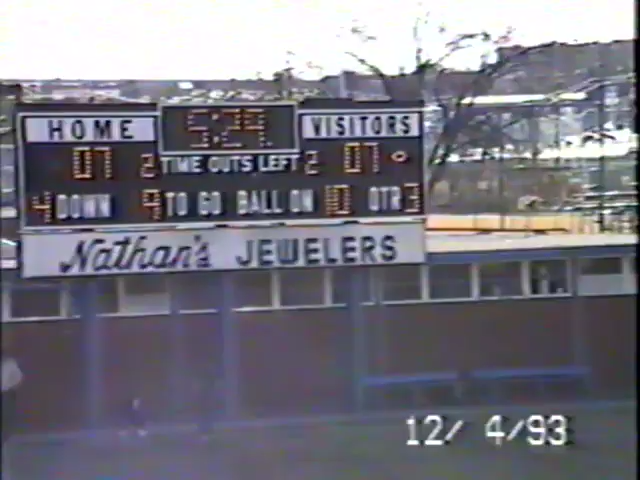 HOME 5:29 VISITORS
07 2 TIME OUTS LEFT 2 07
4 DOWN 9 TO GO BALL ON 10 QTR 3
Nathan's JEWELERS
12/ 4/93